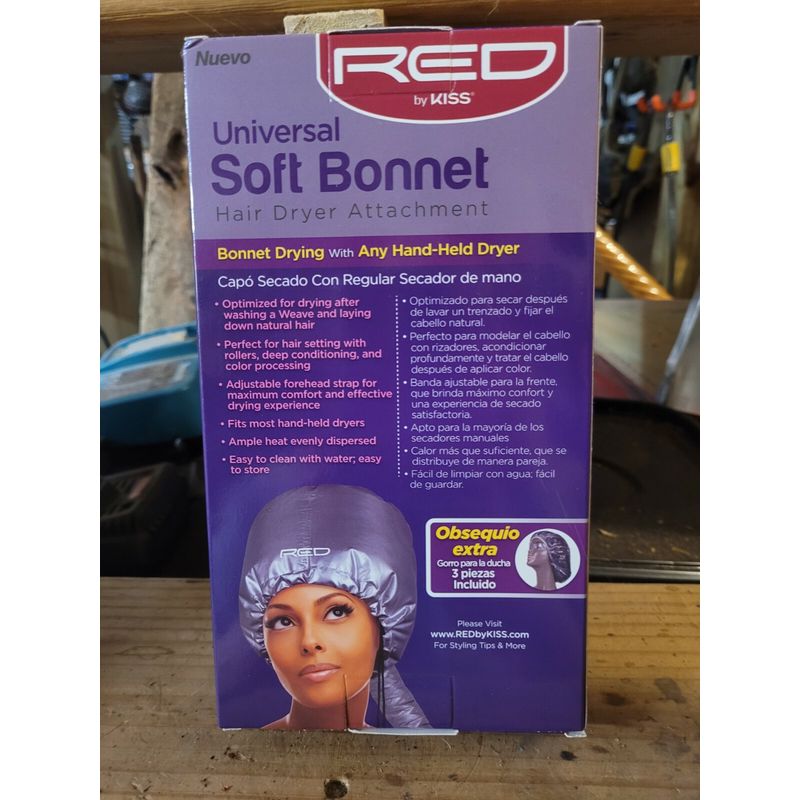 Nuevo
RED
by KISS®
Universal
Soft Bonnet
Hair Dryer Attachment
Bonnet Drying With Any Hand-Held Dryer
Capó Secado Con Regular Secador de mano
• Optimized for drying after
washing a Weave and laying
down natural hair
• Perfect for hair setting with
rollers, deep conditioning, and
color processing
• Adjustable forehead strap for
maximum comfort and effective
drying experience
• Fits most hand-held dryers
• Ample heat evenly dispersed
• Easy to clean with water; easy
to store
• Optimizado para secar después
de lavar un trenzado y fijar el
cabello natural.
• Perfecto para modelar el cabello
con rizadores, acondicionar
profundamente y tratar el cabello
después de aplicar color.
• Banda ajustable para la frente,
que brinda máximo confort y
una experiencia de secado
satisfactoria.
• Apto para la mayoría de los
secadores manuales
• Calor más que suficiente, que se
distribuye de manera pareja.
• Fácil de limpiar con agua; fácil
de guardar.
RED
Obsequio
extra
Gorro para la ducha
3 piezas
Incluido
Please Visit
www.REDbyKISS.com
For Styling Tips & More